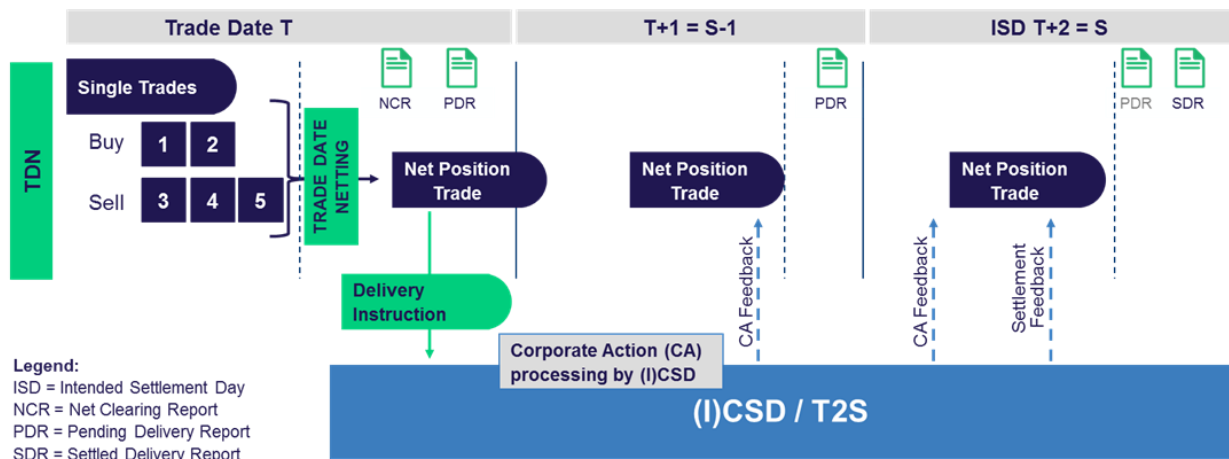 Trade Date T
T+1 = S-1
ISD T+2 = S
TDN
Single Trades
Buy
1
2
Sell
3
4
5
TRADE DATE
NETTING
NCR
PDR
Net Position
Trade
Delivery
Instruction
PDR
Net Position
Trade
CA Feedback
PDR
SDR
Net Position
Trade
CA Feedback
Settlement
Feedback
Corporate Action (CA)
processing by (I)CSD
(I)CSD / T2S
Legend:
ISD = Intended Settlement Day
NCR = Net Clearing Report
PDR = Pending Delivery Report
SDR = Settled Delivery Report